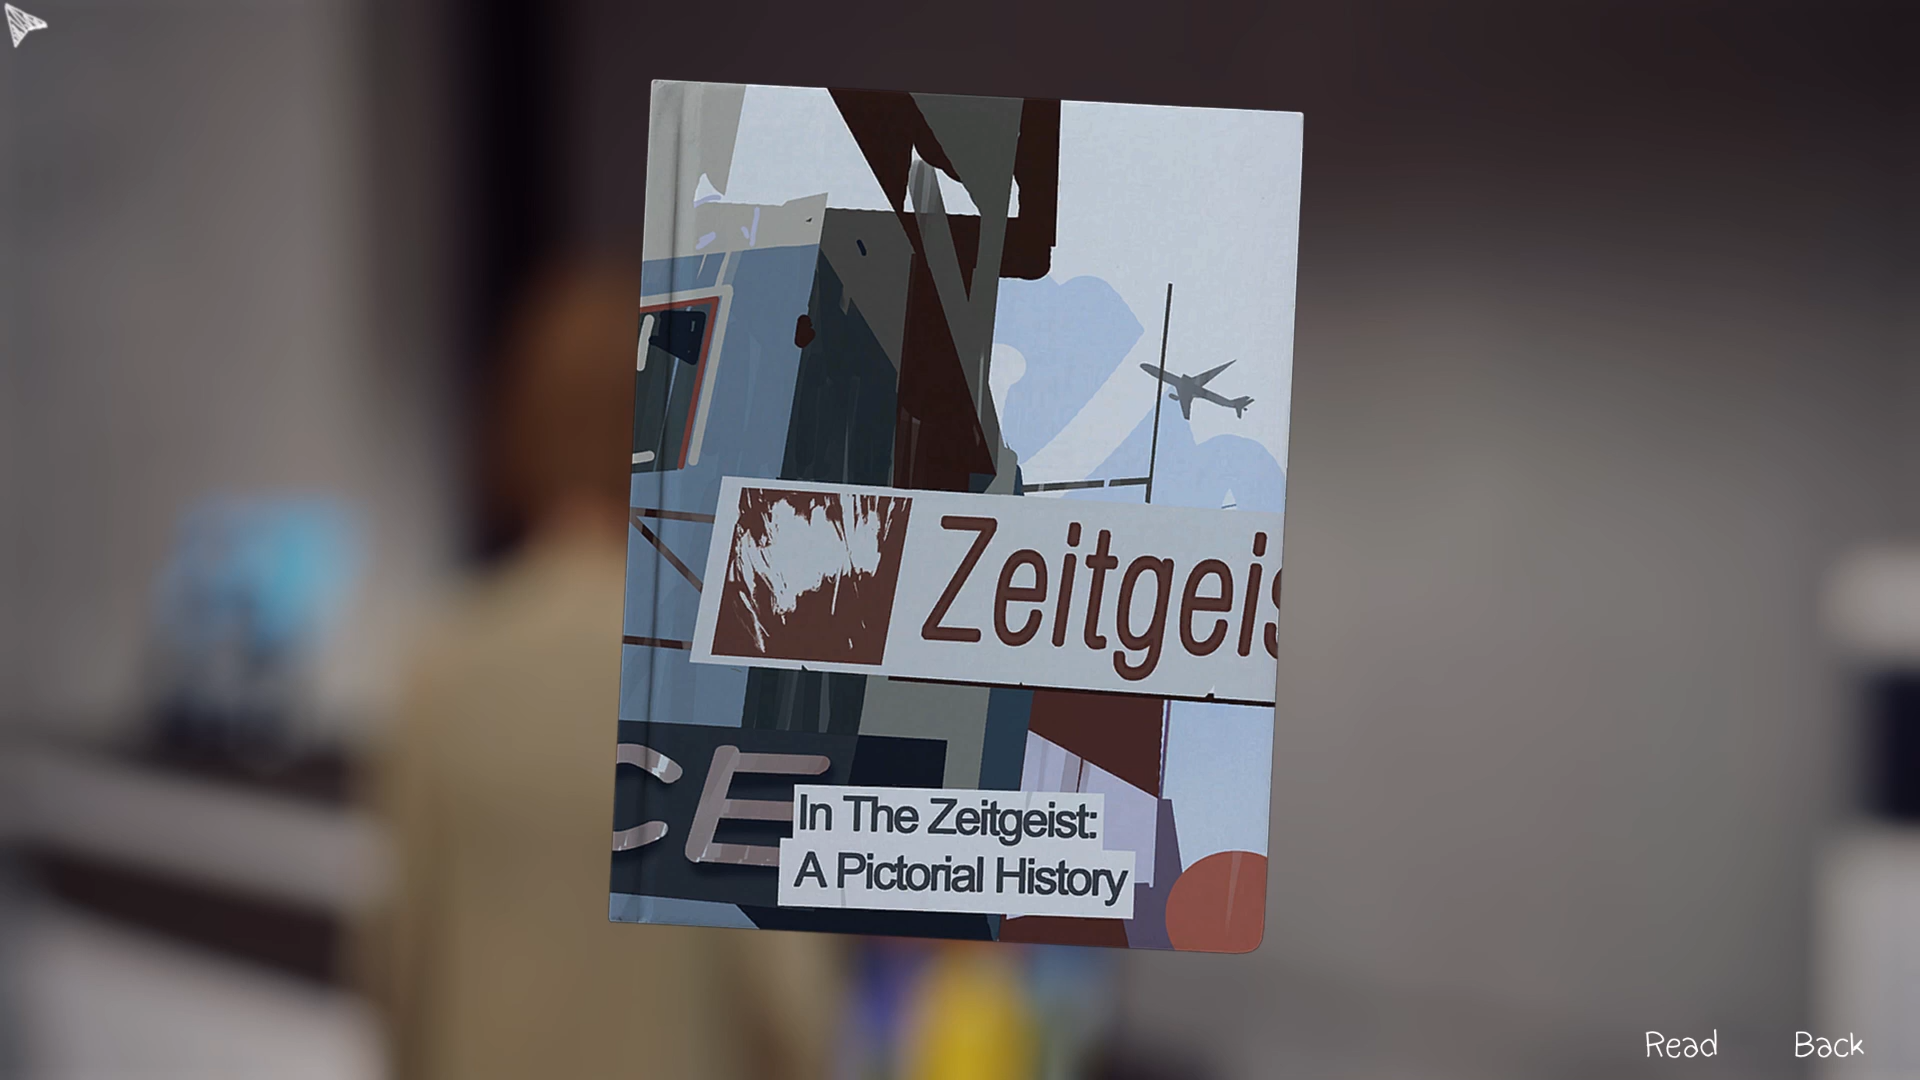 Zeitgeis
CE
In The Zeitgeist:
A Pictorial History
Read Back